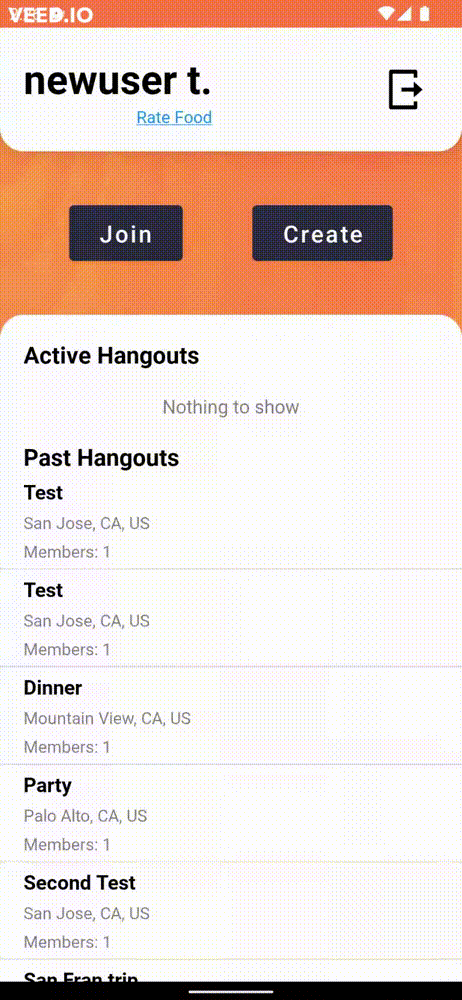 VEED.IO
newuser t.
Rate Food
Join
Create
Active Hangouts
Nothing to show
Past Hangouts
Test
San Jose, CA, US
Members: 1
Test
San Jose, CA, US
Members: 1
Dinner
Mountain View, CA, US
Members: 1
Party
Palo Alto, CA, US
Members: 1
Second Test
San Jose, CA, US
Members: 1
San Fran trip